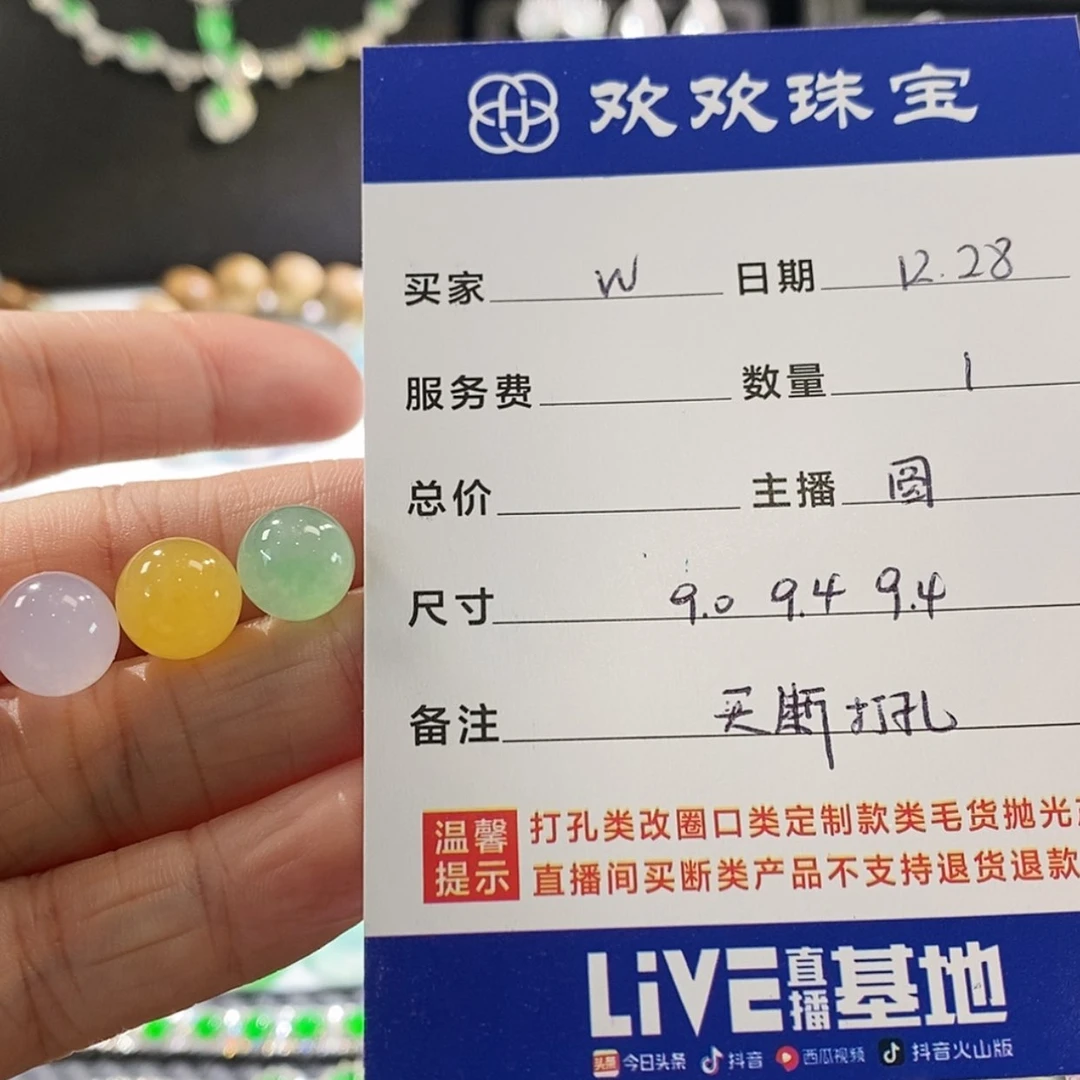 欢欢珠宝
买家 W 日期 12.28
服务费 数量 1
总价 主播 圆
尺寸 9.0 9.4 9.4
备注 买断打孔
温馨提示
打孔类改圈口类定制款类毛货抛光
直播间买断类产品不支持退货退款
LiVE直播基地
今日头条 抖音 西瓜视频 抖音火山版